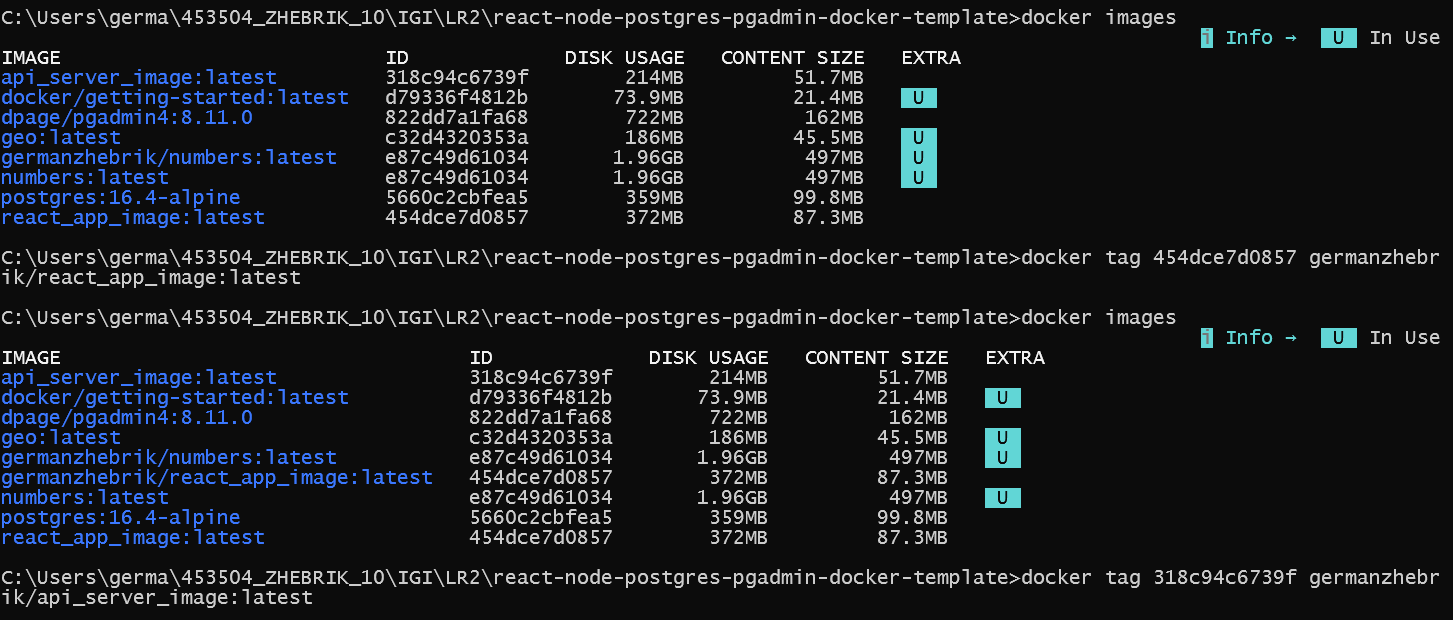 C:\Users\germa\453504_ZHEBRIK_10\IGI\LR2\react-node-postgres-pgadmin-docker-template>docker images
i Info → U In Use
IMAGE ID DISK USAGE CONTENT SIZE EXTRA
api_server_image:latest 318c94c6739f 214MB 51.7MB
docker/getting-started:latest d79336f4812b 73.9MB 21.4MB U
dpage/pgadmin4:8.11.0 822dd7a1fa68 722MB 162MB
geo:latest c32d4320353a 186MB 45.5MB U
germanzhebrik/numbers:latest e87c49d61034 1.96GB 497MB U
numbers:latest e87c49d61034 1.96GB 497MB U
postgres:16.4-alpine 5660c2cbfea5 359MB 99.8MB
react_app_image:latest 454dce7d0857 372MB 87.3MB
C:\Users\germa\453504_ZHEBRIK_10\IGI\LR2\react-node-postgres-pgadmin-docker-template>docker tag 454dce7d0857 germanzhebr
ik/react_app_image:latest
C:\Users\germa\453504_ZHEBRIK_10\IGI\LR2\react-node-postgres-pgadmin-docker-template>docker images
i Info → U In Use
IMAGE ID DISK USAGE CONTENT SIZE EXTRA
api_server_image:latest 318c94c6739f 214MB 51.7MB
docker/getting-started:latest d79336f4812b 73.9MB 21.4MB U
dpage/pgadmin4:8.11.0 822dd7a1fa68 722MB 162MB
geo:latest c32d4320353a 186MB 45.5MB U
germanzhebrik/numbers:latest e87c49d61034 1.96GB 497MB U
germanzhebrik/react_app_image:latest 454dce7d0857 372MB 87.3MB
numbers:latest e87c49d61034 1.96GB 497MB U
postgres:16.4-alpine 5660c2cbfea5 359MB 99.8MB
react_app_image:latest 454dce7d0857 372MB 87.3MB
C:\Users\germa\453504_ZHEBRIK_10\IGI\LR2\react-node-postgres-pgadmin-docker-template>docker tag 318c94c6739f germanzhebr
ik/api_server_image:latest